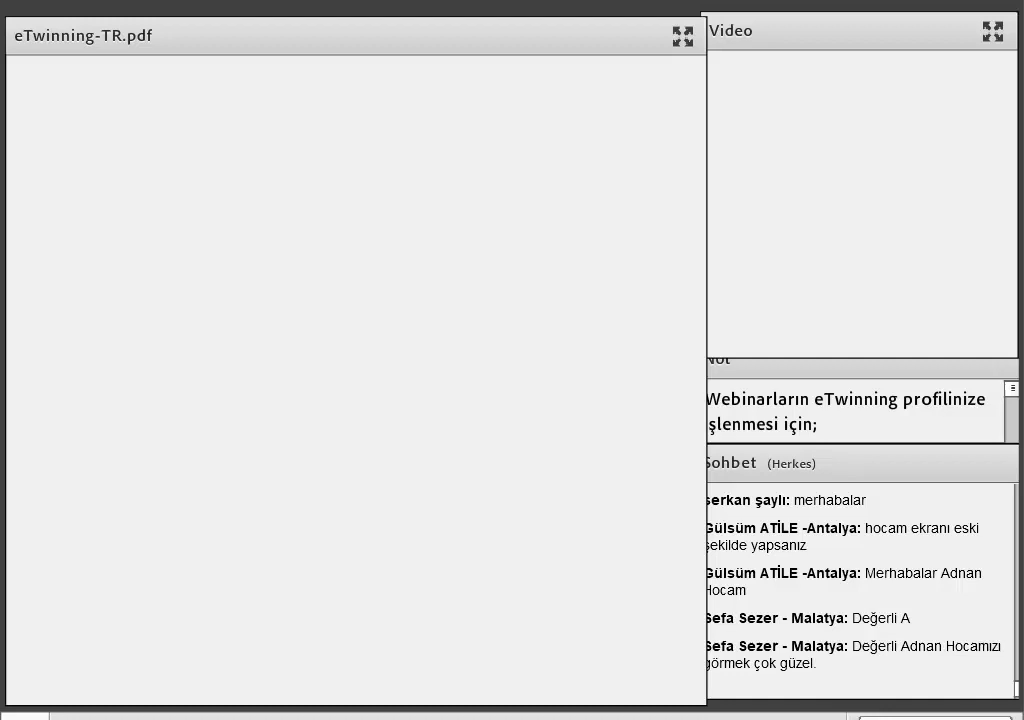 eTwinning-TR.pdf
Video
Not
Webinarların eTwinning profilinize
işlenmesi için;
Sohbet (Herkes)
serkan şaylı: merhabalar
Gülsüm ATİLE -Antalya: hocam ekranı eski
şekilde yapsanız
Gülsüm ATİLE -Antalya: Merhabalar Adnan
Hocam
Sefa Sezer - Malatya: Değerli A
Sefa Sezer - Malatya: Değerli Adnan Hocamızı
görmek çok güzel.